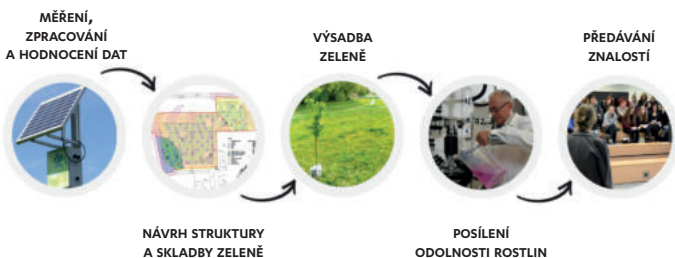 MĚŘENÍ,
ZPRACOVÁNÍ
A HODNOCENÍ DAT
NÁVRH STRUKTURY
A SKLADBY ZELENĚ
VÝSADBA
ZELENĚ
POSÍLENÍ
ODOLNOSTI ROSTLIN
PŘEDÁVÁNÍ
ZNALOSTÍ